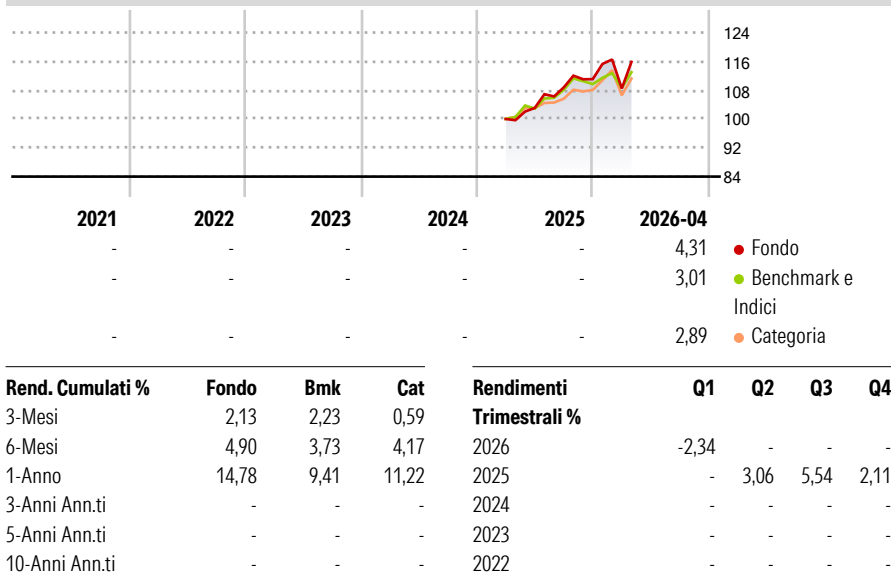 124
116
108
100
92
84
2021 2022 2023 2024 2025 2026-04
- - - - - 4,31 Fondo
- - - - - 3,01 Benchmark e
Indici
- - - - - 2,89 Categoria
Rend. Cumulati % Fondo Bmk Cat
3-Mesi 2,13 2,23 0,59
6-Mesi 4,90 3,73 4,17
1-Anno 14,78 9,41 11,22
3-Anni Ann.ti - - -
5-Anni Ann.ti - - -
10-Anni Ann.ti - - -
Rendimenti Q1 Q2 Q3 Q4
Trimestrali %
2026 -2,34 - - -
2025 - 3,06 5,54 2,11
2024 - - - -
2023 - - - -
2022 - - - -